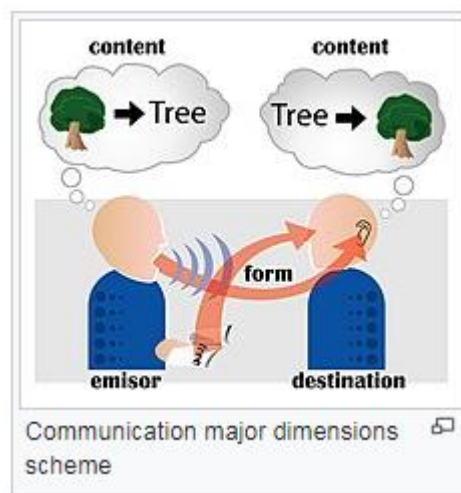 content content
Tree Tree
form
emisor destination
Communication major dimensions
scheme